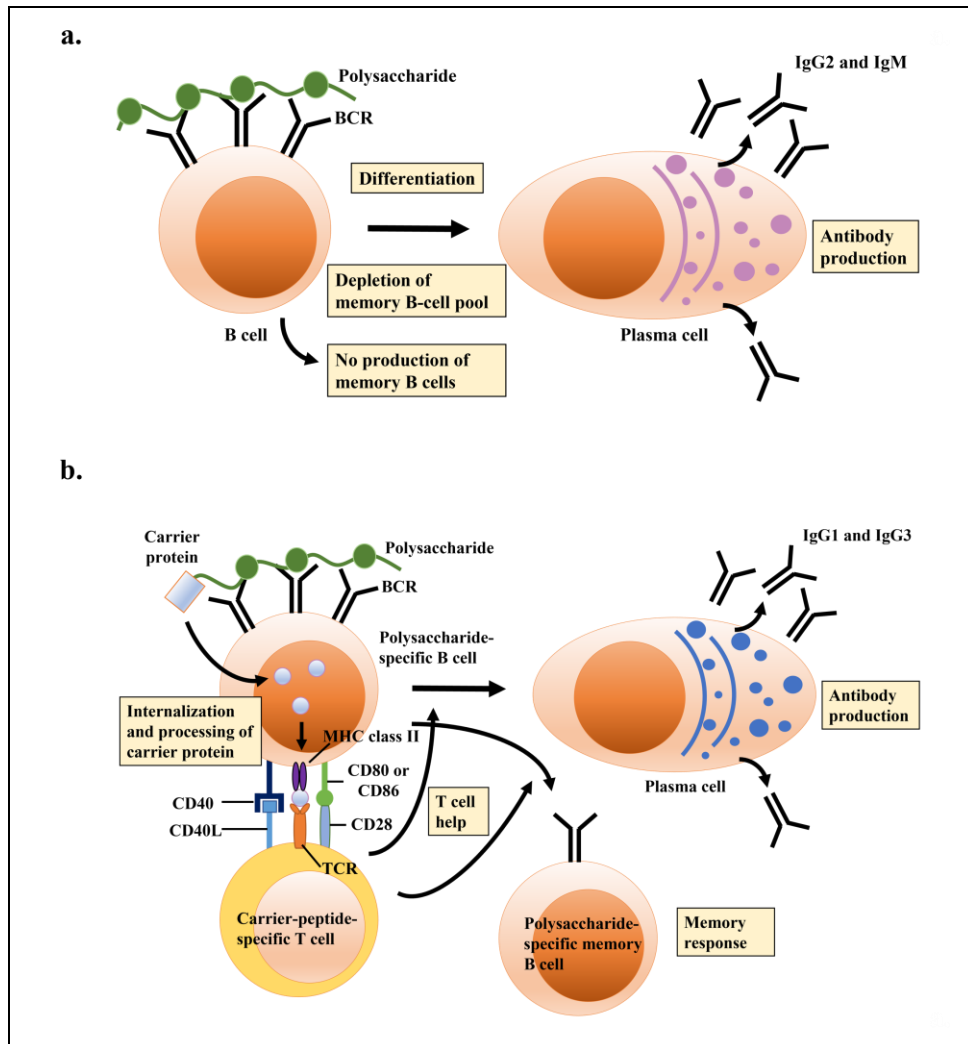 a.
Polysaccharide
BCR
IgG2 and IgM
Differentiation
Depletion of
memory B-cell pool
Antibody
production
B cell
Plasma cell
No production of
memory B cells
b.
Carrier
protein
Polysaccharide
BCR
IgG1 and IgG3
Polysaccharide-
specific B cell
Internalization
and processing of
carrier protein
MHC class II
Antibody
production
CD80 or
CD86
CD40
CD40L
CD28
T cell
help
Plasma cell
TCR
Carrier-peptide-
specific T cell
Polysaccharide-
specific memory
B cell
Memory
response